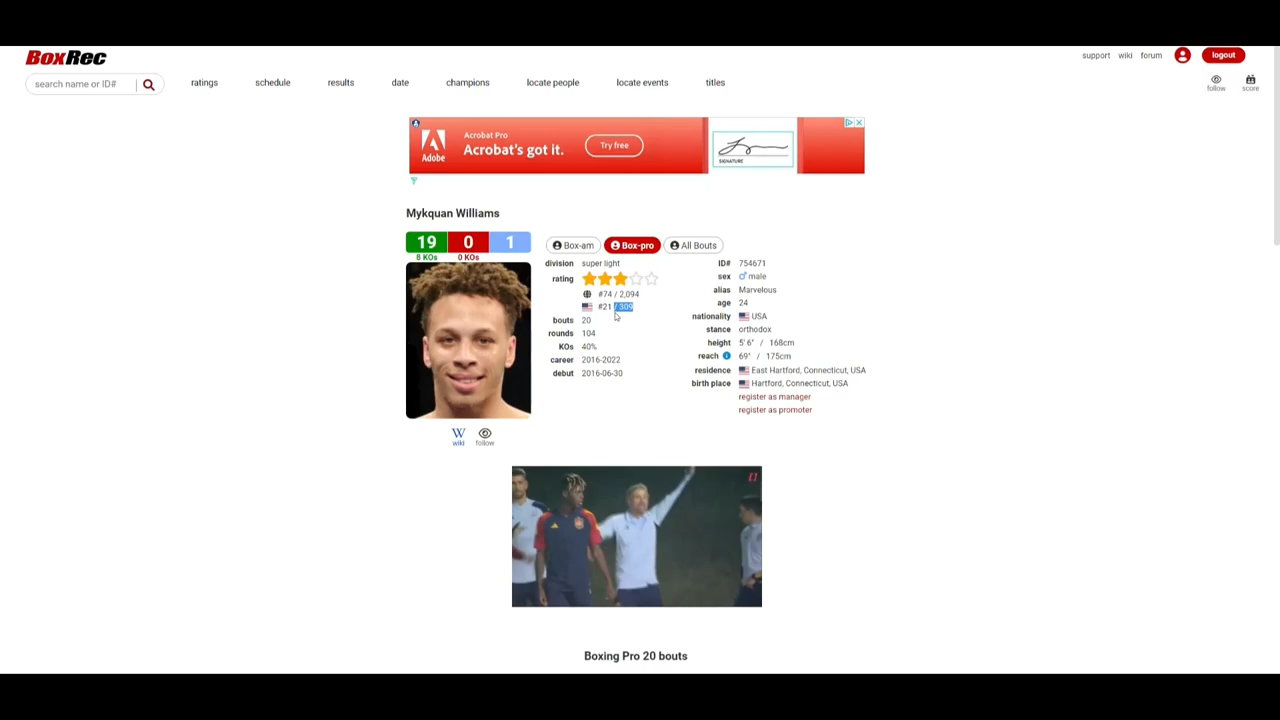 BoxRec
support wiki forum logout
search name or ID#
ratings schedule results date champions locate people locate events titles
follow score
Adobe
Acrobat Pro
Acrobat's got it.
Try free
SIGNATURE
Mykquan Williams
19 0 1
8 KOs 0 KOs
Box-am Box-pro All Bouts
division super light
rating
#74 / 2,094
#21 / 309
bouts 20
rounds 104
KOs 40%
career 2016-2022
debut 2016-06-30
ID# 754671
sex male
alias Marvelous
age 24
nationality USA
stance orthodox
height 5' 6" / 168cm
reach 69" / 175cm
residence East Hartford, Connecticut, USA
birth place Hartford, Connecticut, USA
register as manager
register as promoter
W
wiki follow
Boxing Pro 20 bouts